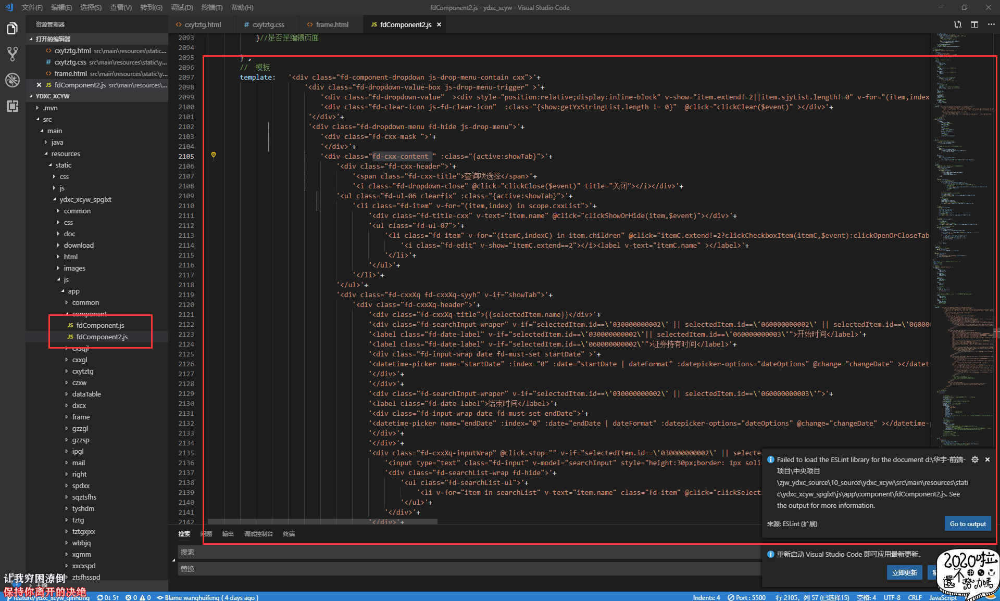 文件(F) 编辑(E) 选择(S) 查看(V) 转到(G) 调试(D) 终端(T) 帮助(H)
fdComponent2.js - ydxc_xcyw - Visual Studio Code
资源管理器
cxytztg.html
cxytztg.css
frame.html
fdComponent2.js
打开的编辑器
cxytztg.html src\main\resources\static...
cxytztg.css src\main\resources\static\y...
frame.html src\main\resources\static\y...
fdComponent2.js src\main\resources\...
YDXC_XCYW
.mvn
src
main
java
resources
static
css
js
ydxc_xcyw_spglxt
common
css
doc
download
html
images
js
app
common
component
fdComponent.js
fdComponent2.js
cxsqjl
cxxgl
cxytztg
czxw
dataTable
dxcx
frame
gzzgl
gzzsp
ipgl
mail
right
spdxx
sqztsfhs
tyshdm
tztg
tztgxjxx
wbbjq
xgmm
xxcxspd
ztsfhsspd
2093 }//是否是编辑页面
2094
2095 },
2096 // 模板
2097 template: '<div class="fd-component-dropdown js-drop-menu-contain cxx">'+
2098 '<div class="fd-dropdown-value-box js-drop-menu-trigger" >'+
2099 '<div class="fd-dropdown-value" ><div style="position:relative;display:inline-block" v-show="item.extend!=2||item.sjyList.length!=0" v-for="(item,index
2100 '<div class="fd-clear-icon js-fd-clear-icon" :class="{show:getYxStringList.length != 0}" @click="clickClear($event)" ></div>'+
2101 '</div>'+
2102 '<div class="fd-dropdown-menu fd-hide js-drop-menu">'+
2103 '<div class="fd-cxx-mask ">'+
2104 '</div>'+
2105 '<div class="fd-cxx-content " :class="{active:showTab}">'+
2106 '<div class="fd-cxx-header">'+
2107 '<span class="fd-cxx-title">查询项选择</span>'+
2108 '<i class="fd-dropdown-close" @click="clickClose($event)" title="关闭"></i></div>'+
2109 '<ul class="fd-ul-06 clearfix" :class="{active:showTab}">'+
2110 '<li class="fd-item" v-for="(item,index) in scope.cxxList">'+
2111 '<div class="fd-title-cxx" v-text="item.name" @click="clickShowOrHide(item,$event)"></div>'+
2112 '<ul class="fd-ul-07">'+
2113 '<li class="fd-item" v-for="(itemC,indexC) in item.children" @click="itemC.extend!=2?clickCheckboxItem(itemC,$event):clickOpenOrCloseTab
2114 '<i class="fd-edit" v-show="itemC.extend==2"></i><label v-text="itemC.name" ></label>'+
2115 '</li>'+
2116 '</ul>'+
2117 '</li>'+
2118 '</ul>'+
2119 '<div class="fd-cxxXq fd-cxxXq-syyh" v-if="showTab">'+
2120 '<div class="fd-cxxXq-header">'+
2121 '<div class="fd-cxxXq-title">{{selectedItem.name}}</div>'+
2122 '<div class="fd-searchInput-wraper" v-if="selectedItem.id==\'030000000002\' || selectedItem.id==\'060000000002\' || selectedItem.id==\'06000
2123 '<label class="fd-date-label" v-if="selectedItem.id==\'030000000002\'|| selectedItem.id==\'060000000003\'">开始时间</label>'+
2124 '<label class="fd-date-label" v-if="selectedItem.id==\'060000000002\'">证券持有时间</label>'+
2125 '<div class="fd-input-wrap date fd-must-set startDate" >'+
2126 '<datetime-picker name="startDate" :index="0" :date="startDate | dateFormat" :datepicker-options="dateOptions" @change="changeDate" ></dateti
2127 '</div>'+
2128 '</div>'+
2129 '<div class="fd-searchInput-wraper" v-if="selectedItem.id==\'030000000002\' || selectedItem.id==\'060000000003\'">'+
2130 '<label class="fd-date-label">结束时间</label>'+
2131 '<div class="fd-input-wrap date fd-must-set endDate">'+
2132 '<datetime-picker name="endDate" :index="0" :date="endDate | dateFormat" :datepicker-options="dateOptions" @change="changeDate" ></datetime-p
2133 '</div>'+
2134 '</div>'+
2135 '<div class="fd-cxxXq-inputWrap" @click.stop="" v-if="selectedItem.id==\'030000000002\' || selec
2136 '<input type="text" class="fd-input" v-model="searchInput" style="height:30px;border: 1px soli
2137 '<div class="fd-searchList-wrap fd-hide">'+
2138 '<ul class="fd-searchList-ul">'+
2139 '<li v-for="item in searchList" v-text="item.name" class="fd-item" @click="clickSelecti
2140 '</ul>'+
2141 '</div>'+
2142 '</div>'+
Failed to load the ESLint library for the document d:\华宇-前端-
项目\中央项目
\zjw_ydxc_source\10_source\ydxc_xcyw\src\main\resources\stati
c\ydxc_xcyw_spglxt\js\app\component\fdComponent2.js. See
the output for more information.
来源: ESLint (扩展)
Go to output
搜索 问题 输出 调试控制台 终端
搜索
替换
重新启动 Visual Studio Code 即可应用最新更新。
立即更新
2020啦
還不
努力嗎
让我穷困潦倒
保持你离开的决绝
feature/ydxc_xcyw_qinhong 0↓ 5↑ 0 0 Blame wanghuifeng ( 4 days ago )
Indents: 4 Port : 5500 行 2105，列 57 (已选择15) 空格: 4 UTF-8 CRLF JavaScript